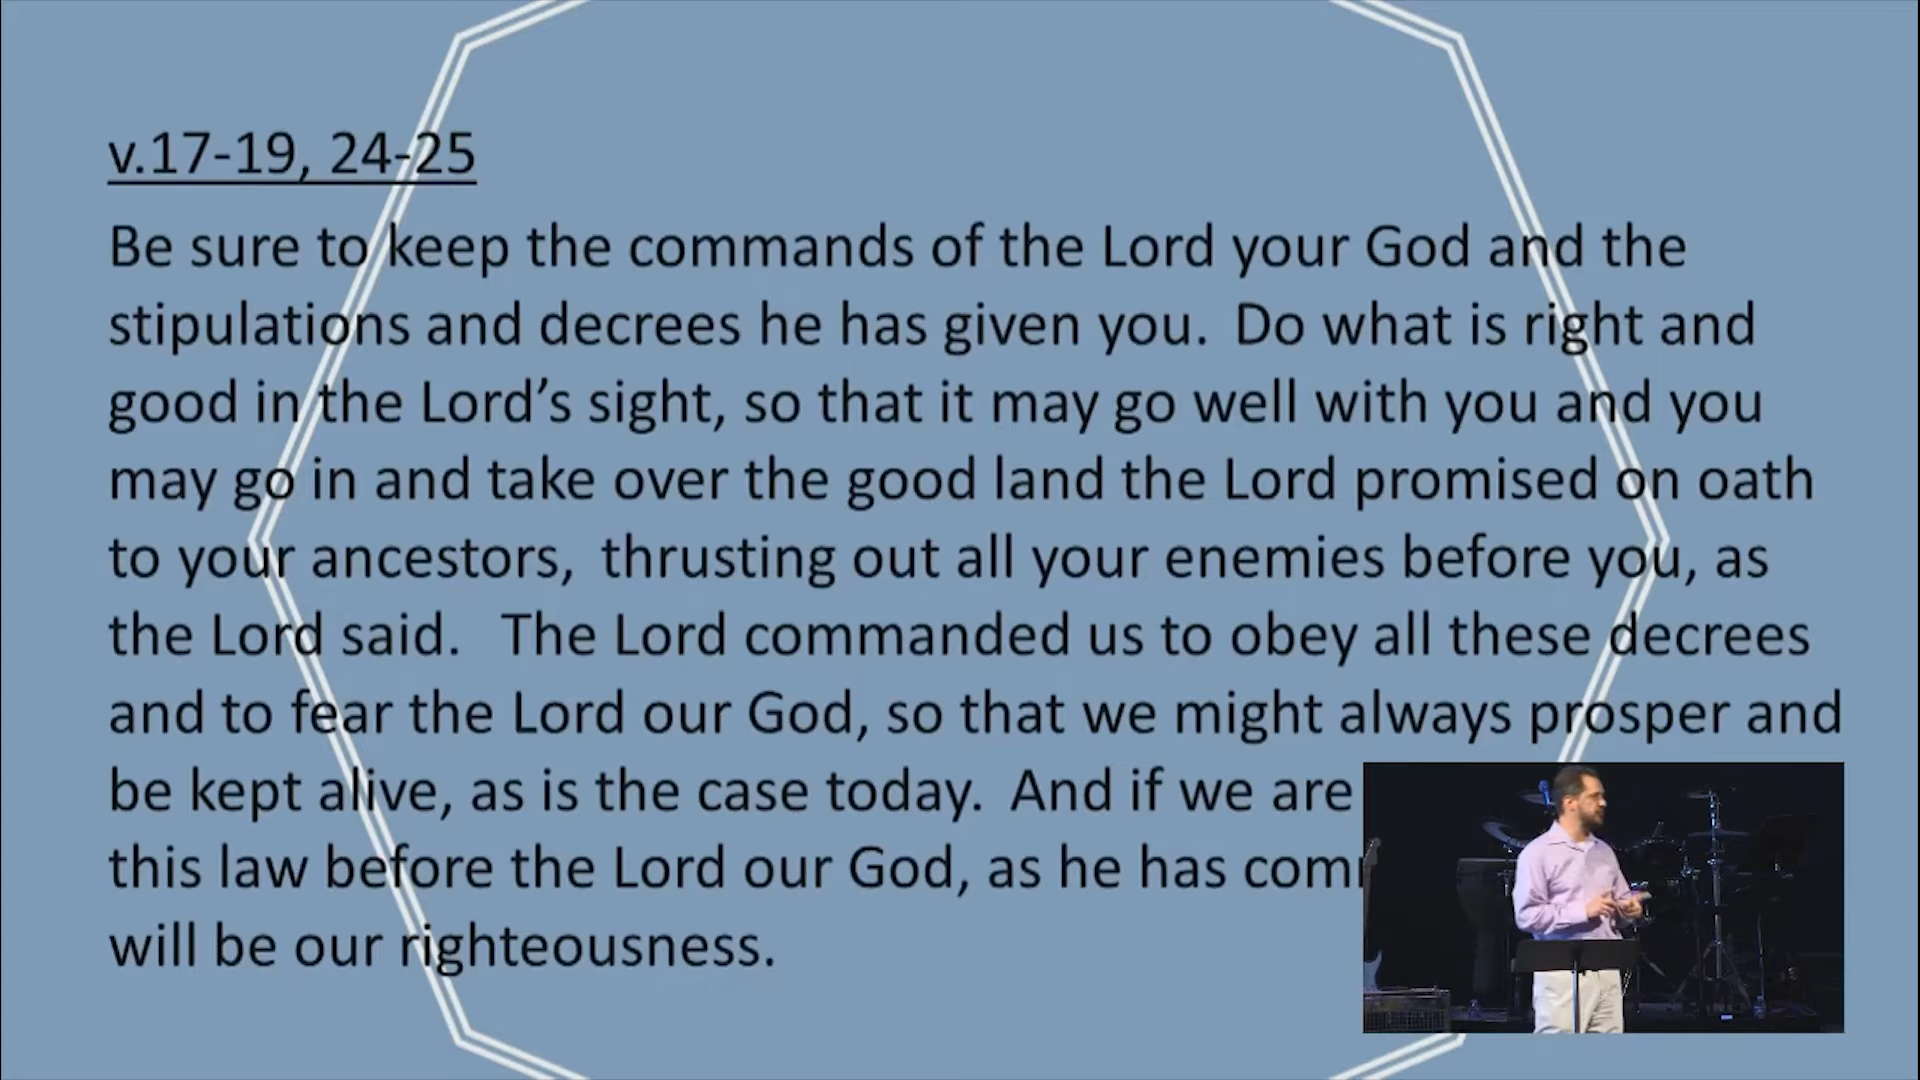 v.17-19, 24-25
Be sure to keep the commands of the Lord your God and the
stipulations and decrees he has given you. Do what is right and
good in the Lord’s sight, so that it may go well with you and you
may go in and take over the good land the Lord promised on oath
to your ancestors, thrusting out all your enemies before you, as
the Lord said. The Lord commanded us to obey all these decrees
and to fear the Lord our God, so that we might always prosper and
be kept alive, as is the case today. And if we are
this law before the Lord our God, as he has
will be our righteousness.